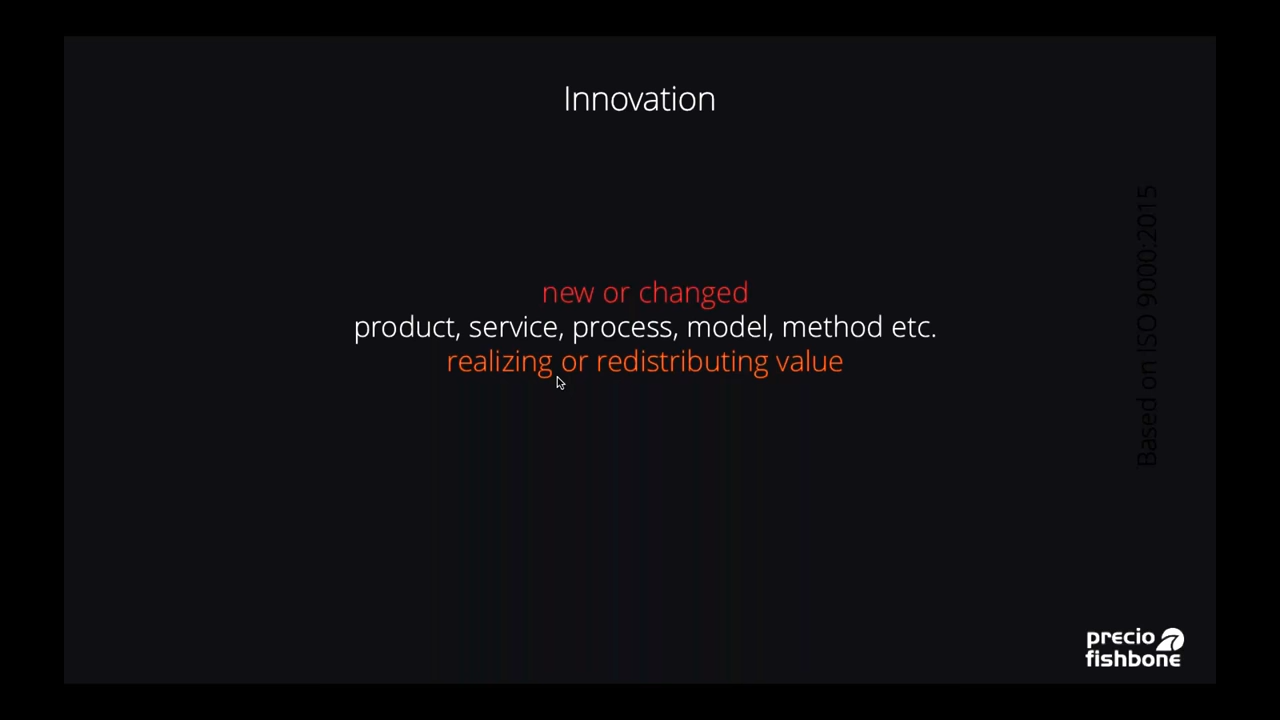 Innovation
new or changed
product, service, process, model, method etc.
realizing or redistributing value
Based on ISO 9000:2015
precio
fishbone